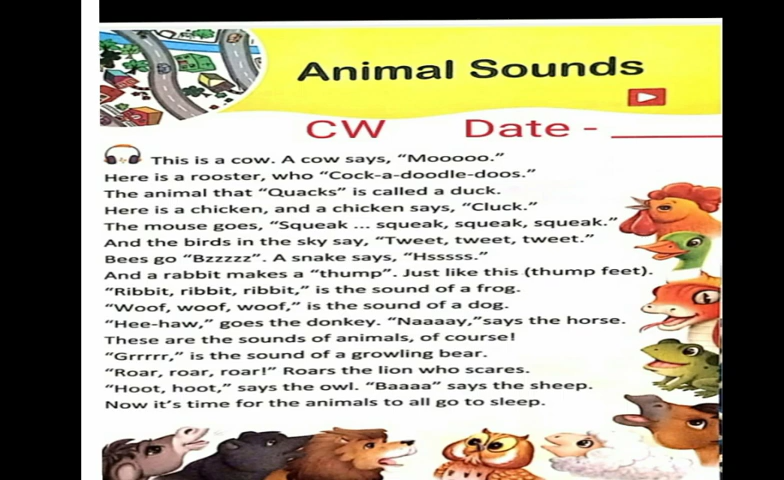 Animal Sounds
CW Date - ________
This is a cow. A cow says, “Mooooo.”
Here is a rooster, who “Cock-a-doodle-doos.”
The animal that “Quacks” is called a duck.
Here is a chicken, and a chicken says, “Cluck.”
The mouse goes, “Squeak ... squeak, squeak, squeak.”
And the birds in the sky say, “Tweet, tweet, tweet.”
Bees go “Bzzzzz”. A snake says, “Hsssss.”
And a rabbit makes a “thump”. Just like this (thump feet).
“Ribbit, ribbit, ribbit,” is the sound of a frog.
“Woof, woof, woof,” is the sound of a dog.
“Hee-haw,” goes the donkey. “Naaaay,”says the horse.
These are the sounds of animals, of course!
“Grrrrr,” is the sound of a growling bear.
“Roar, roar, roar!” Roars the lion who scares.
“Hoot, hoot,” says the owl. “Baaaa” says the sheep.
Now it’s time for the animals to all go to sleep.